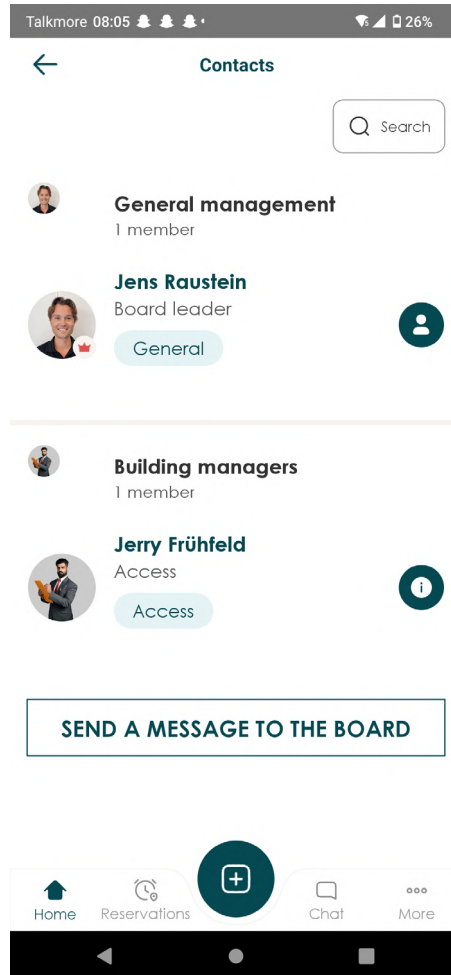 Talkmore 08:05 26%
Contacts
Search
General management
1 member
Jens Raustein
Board leader
General
Building managers
1 member
Jerry Frühfeld
Access
Access
SEND A MESSAGE TO THE BOARD
Home Reservations Chat More